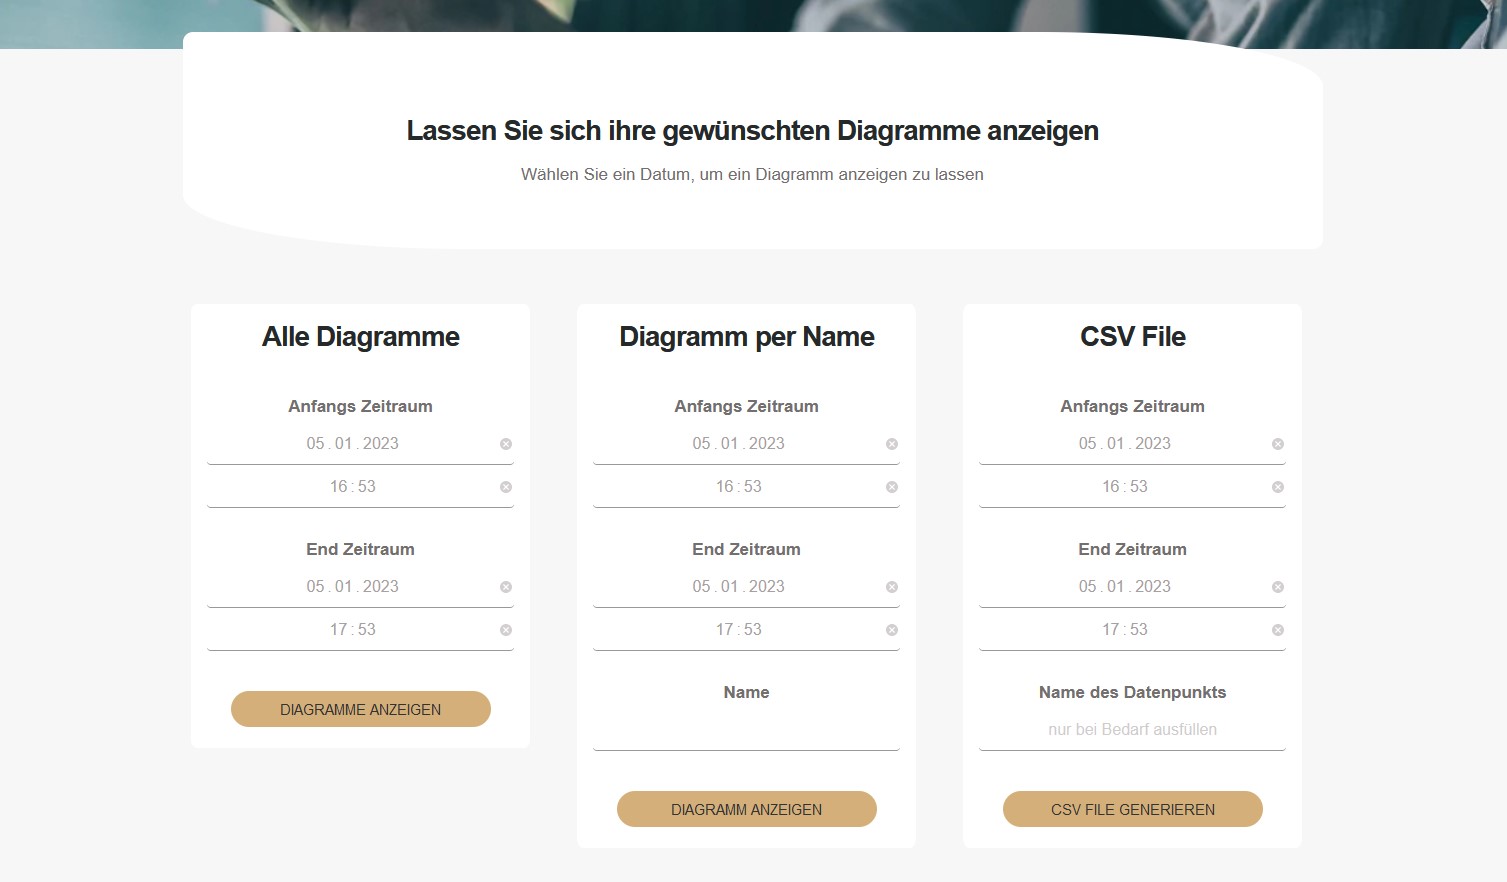 Lassen Sie sich ihre gewünschten Diagramme anzeigen
Wählen Sie ein Datum, um ein Diagramm anzeigen zu lassen
Alle Diagramme
Anfangs Zeitraum
05.01.2023
16:53
End Zeitraum
05.01.2023
17:53
DIAGRAMME ANZEIGEN
Diagramm per Name
Anfangs Zeitraum
05.01.2023
16:53
End Zeitraum
05.01.2023
17:53
Name
DIAGRAMM ANZEIGEN
CSV File
Anfangs Zeitraum
05.01.2023
16:53
End Zeitraum
05.01.2023
17:53
Name des Datenpunkts
nur bei Bedarf ausfüllen
CSV FILE GENERIEREN